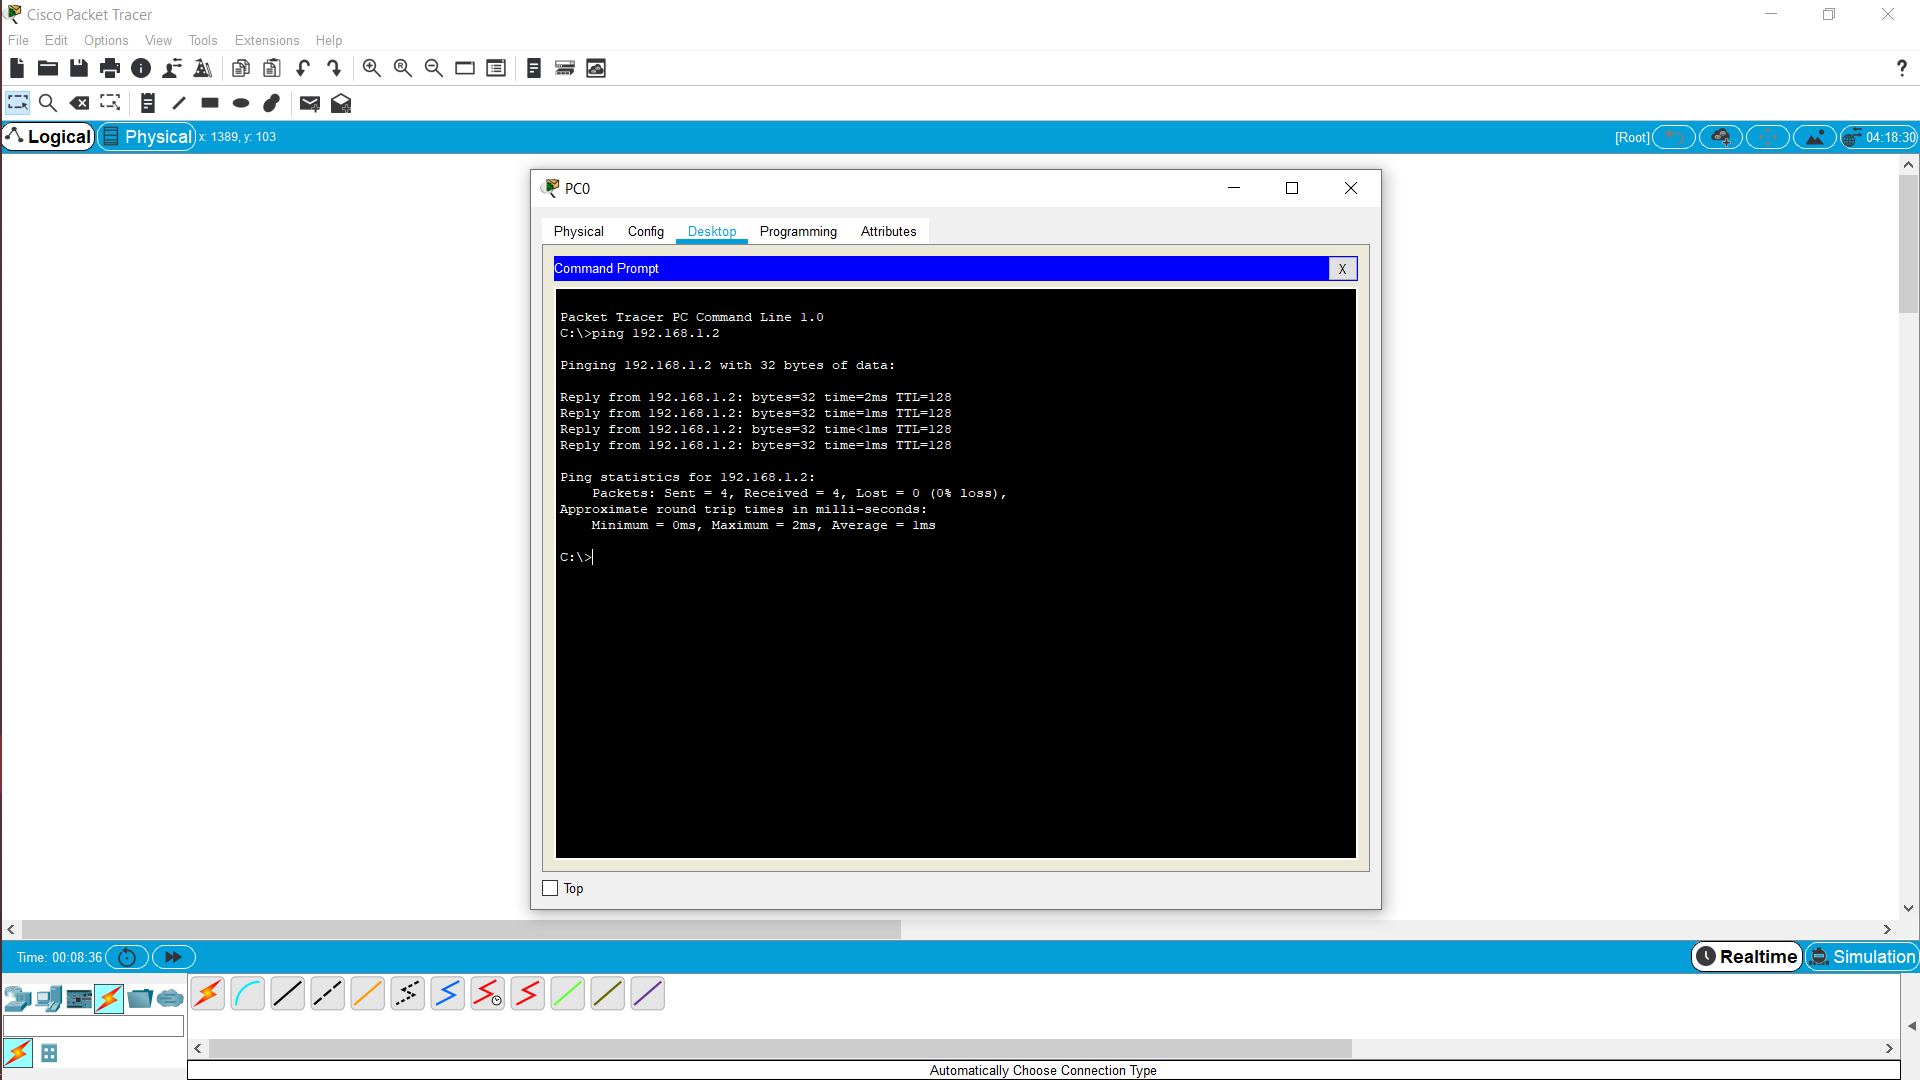 Cisco Packet Tracer
File Edit Options View Tools Extensions Help
?
Logical Physical x: 1389, y: 103 [Root] 04:18:30
PC0
Physical Config Desktop Programming Attributes
Command Prompt X
Packet Tracer PC Command Line 1.0
C:\>ping 192.168.1.2
Pinging 192.168.1.2 with 32 bytes of data:
Reply from 192.168.1.2: bytes=32 time=2ms TTL=128
Reply from 192.168.1.2: bytes=32 time=1ms TTL=128
Reply from 192.168.1.2: bytes=32 time<1ms TTL=128
Reply from 192.168.1.2: bytes=32 time=1ms TTL=128
Ping statistics for 192.168.1.2:
Packets: Sent = 4, Received = 4, Lost = 0 (0% loss),
Approximate round trip times in milli-seconds:
Minimum = 0ms, Maximum = 2ms, Average = 1ms
C:\>
Top
Time: 00:08:36 Realtime Simulation
Automatically Choose Connection Type